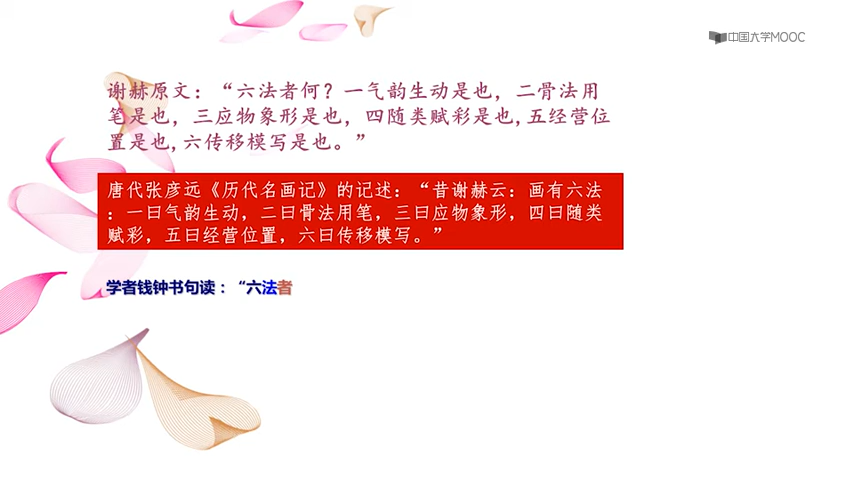 中国大学MOOC
谢赫原文：“六法者何？一气韵生动是也，二骨法用
笔是也，三应物象形是也，四随类赋彩是也,五经营位
置是也,六传移模写是也。”
唐代张彦远《历代名画记》的记述：“昔谢赫云：画有六法
：一曰气韵生动，二曰骨法用笔，三曰应物象形，四曰随类
赋彩，五曰经营位置，六曰传移模写。”
学者钱钟书句读：“六法者